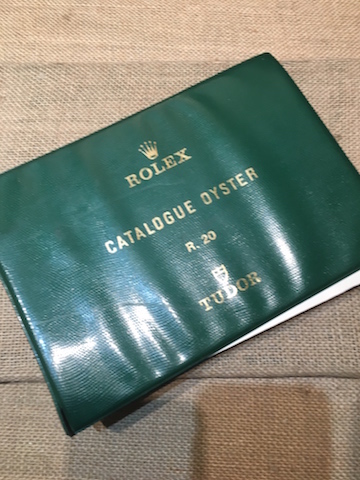 ROLEX
CATALOGUE OYSTER
R. 20
TUDOR